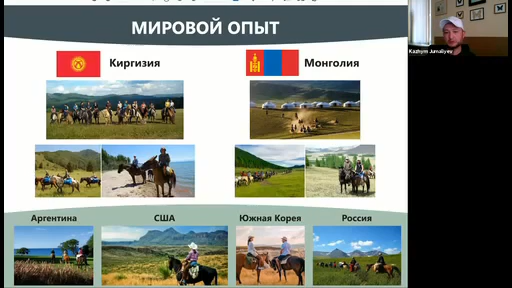 МИРОВОЙ ОПЫТ
Киргизия
Монголия
Аргентина
США
Южная Корея
Россия
Kazhym Jumaliyev